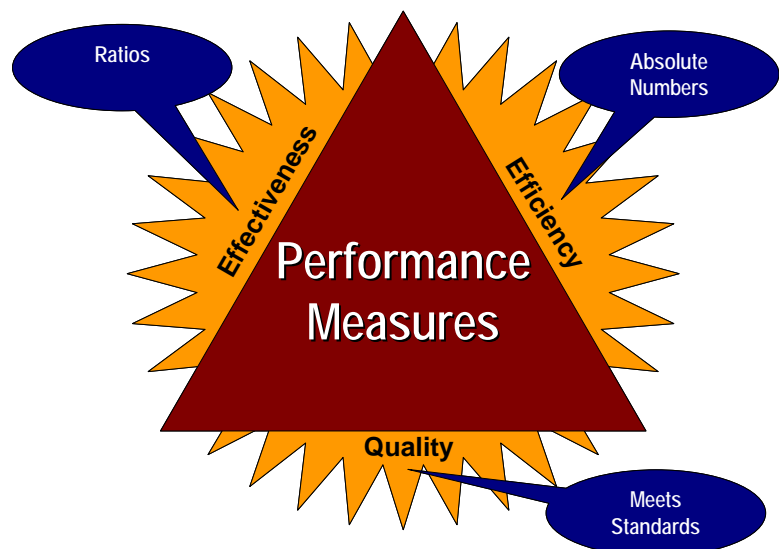 Ratios
Absolute
Numbers
Effectiveness
Efficiency
Performance
Measures
Quality
Meets
Standards